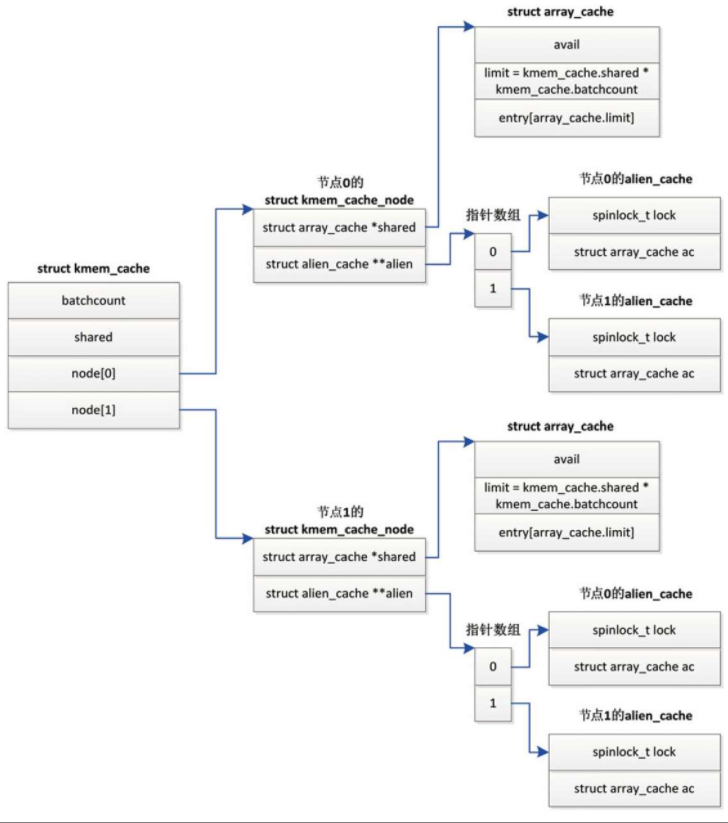 struct array_cache
avail
limit = kmem_cache.shared *
kmem_cache.batchcount
entry[array_cache.limit]
节点0的
struct kmem_cache_node
struct array_cache *shared
struct alien_cache **alien
指针数组
0
1
节点0的alien_cache
spinlock_t lock
struct array_cache ac
节点1的alien_cache
spinlock_t lock
struct array_cache ac
struct kmem_cache
batchcount
shared
node[0]
node[1]
struct array_cache
avail
limit = kmem_cache.shared *
kmem_cache.batchcount
entry[array_cache.limit]
节点1的
struct kmem_cache_node
struct array_cache *shared
struct alien_cache **alien
指针数组
0
1
节点0的alien_cache
spinlock_t lock
struct array_cache ac
节点1的alien_cache
spinlock_t lock
struct array_cache ac